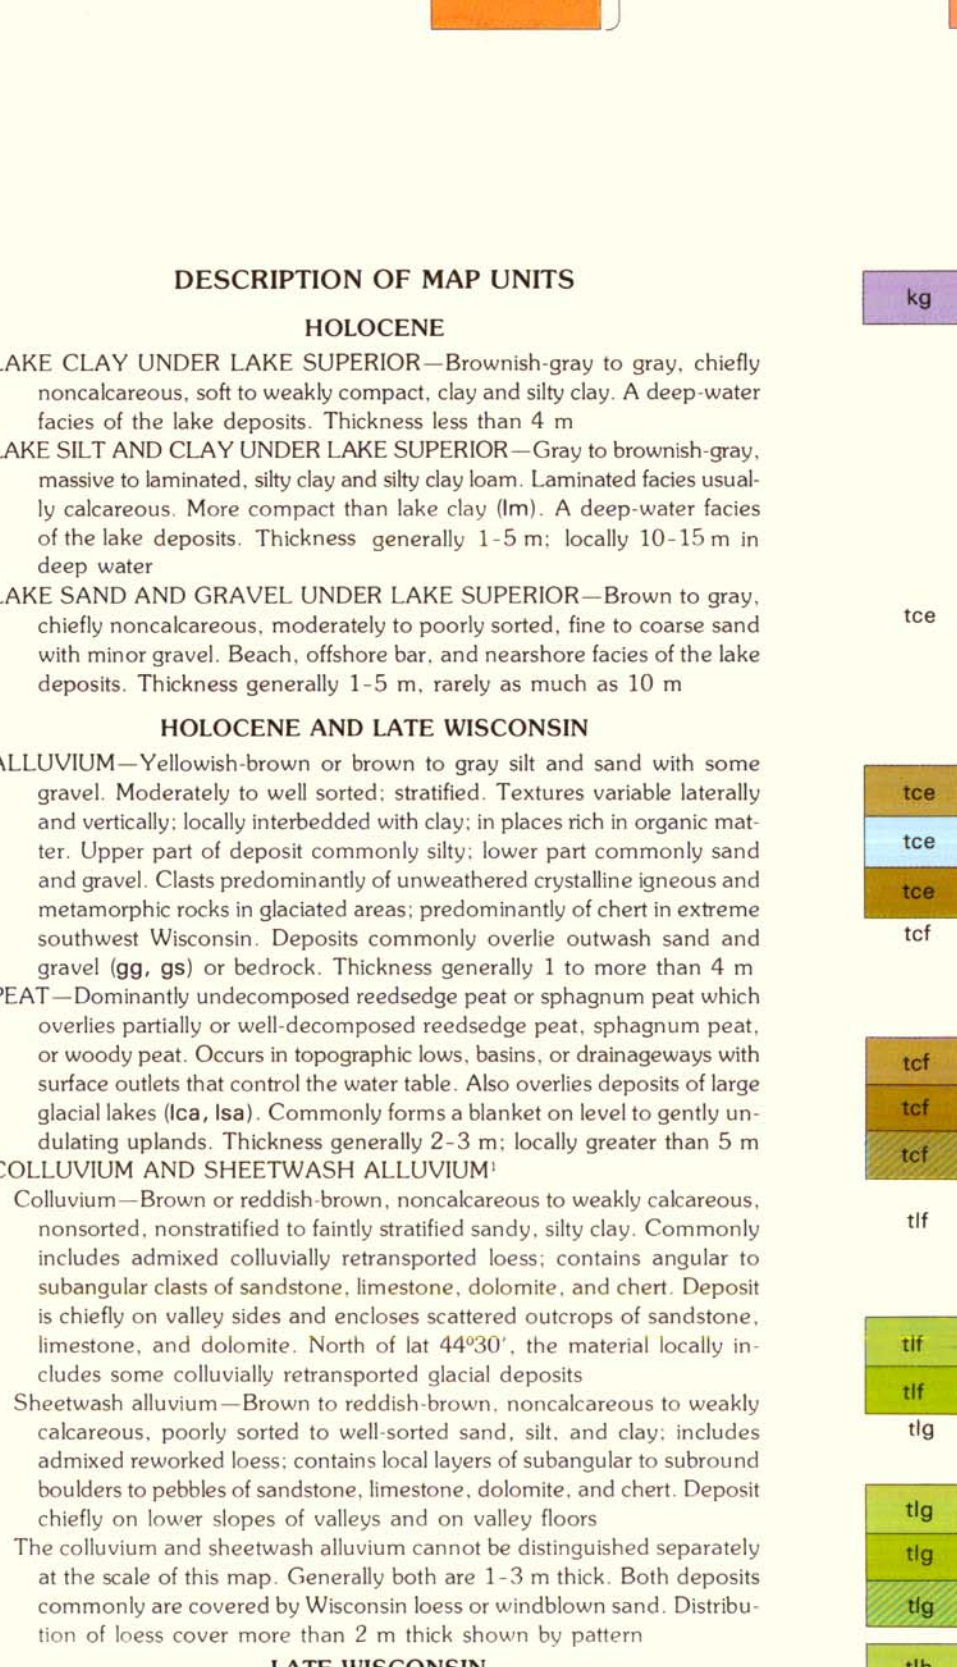 DESCRIPTION OF MAP UNITS
HOLOCENE
LAKE CLAY UNDER LAKE SUPERIOR—Brownish-gray to gray, chiefly
noncalcareous, soft to weakly compact, clay and silty clay. A deep-water
facies of the lake deposits. Thickness less than 4 m
LAKE SILT AND CLAY UNDER LAKE SUPERIOR—Gray to brownish-gray,
massive to laminated, silty clay and silty clay loam. Laminated facies usual-
ly calcareous. More compact than lake clay (lm). A deep-water facies
of the lake deposits. Thickness generally 1-5 m; locally 10-15 m in
deep water
LAKE SAND AND GRAVEL UNDER LAKE SUPERIOR—Brown to gray,
chiefly noncalcareous, moderately to poorly sorted, fine to coarse sand
with minor gravel. Beach, offshore bar, and nearshore facies of the lake
deposits. Thickness generally 1-5 m, rarely as much as 10 m
HOLOCENE AND LATE WISCONSIN
ALLUVIUM—Yellowish-brown or brown to gray silt and sand with some
gravel. Moderately to well sorted; stratified. Textures variable laterally
and vertically; locally interbedded with clay; in places rich in organic mat-
ter. Upper part of deposit commonly silty; lower part commonly sand
and gravel. Clasts predominantly of unweathered crystalline igneous and
metamorphic rocks in glaciated areas; predominantly of chert in extreme
southwest Wisconsin. Deposits commonly overlie outwash sand and
gravel (gg, gs) or bedrock. Thickness generally 1 to more than 4 m
PEAT—Dominantly undecomposed reedsedge peat or sphagnum peat which
overlies partially or well-decomposed reedsedge peat, sphagnum peat,
or woody peat. Occurs in topographic lows, basins, or drainageways with
surface outlets that control the water table. Also overlies deposits of large
glacial lakes (lca, lsa). Commonly forms a blanket on level to gently un-
dulating uplands. Thickness generally 2-3 m; locally greater than 5 m
COLLUVIUM AND SHEETWASH ALLUVIUM¹
Colluvium—Brown or reddish-brown, noncalcareous to weakly calcareous,
nonsorted, nonstratified to faintly stratified sandy, silty clay. Commonly
includes admixed colluvially retransported loess; contains angular to
subangular clasts of sandstone, limestone, dolomite, and chert. Deposit
is chiefly on valley sides and encloses scattered outcrops of sandstone,
limestone, and dolomite. North of lat 44º30′, the material locally in-
cludes some colluvially retransported glacial deposits
Sheetwash alluvium—Brown to reddish-brown, noncalcareous to weakly
calcareous, poorly sorted to well-sorted sand, silt, and clay; includes
admixed reworked loess; contains local layers of subangular to subround
boulders to pebbles of sandstone, limestone, dolomite, and chert. Deposit
chiefly on lower slopes of valleys and on valley floors
The colluvium and sheetwash alluvium cannot be distinguished separately
at the scale of this map. Generally both are 1-3 m thick. Both deposits
commonly are covered by Wisconsin loess or windblown sand. Distribu-
tion of loess cover more than 2 m thick shown by pattern
LATE WISCONSIN
kg
tce
tce
tce
tce
tcf
tcf
tcf
tcf
tlf
tlf
tlf
tlg
tlg
tlg
tlg
tlh